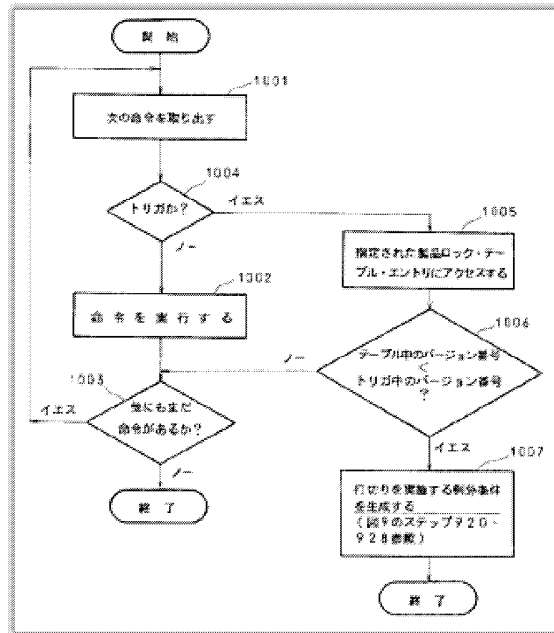 開始
1001
次の命令を取り出す
1004
トリガか?
イエス
1005
ノー
指定された製品ロック・テー
ブル・エントリにアクセスする
1002
命令を実行する
1006
ノー
テーブル中のバージョン番号
<
トリガ中のバージョン番号
?
1003
イエス
他にもまだ
命令があるか?
イエス
1007
ノー
を実施する
を生成する
(図9のステップ920-
928参照)
終了
終了